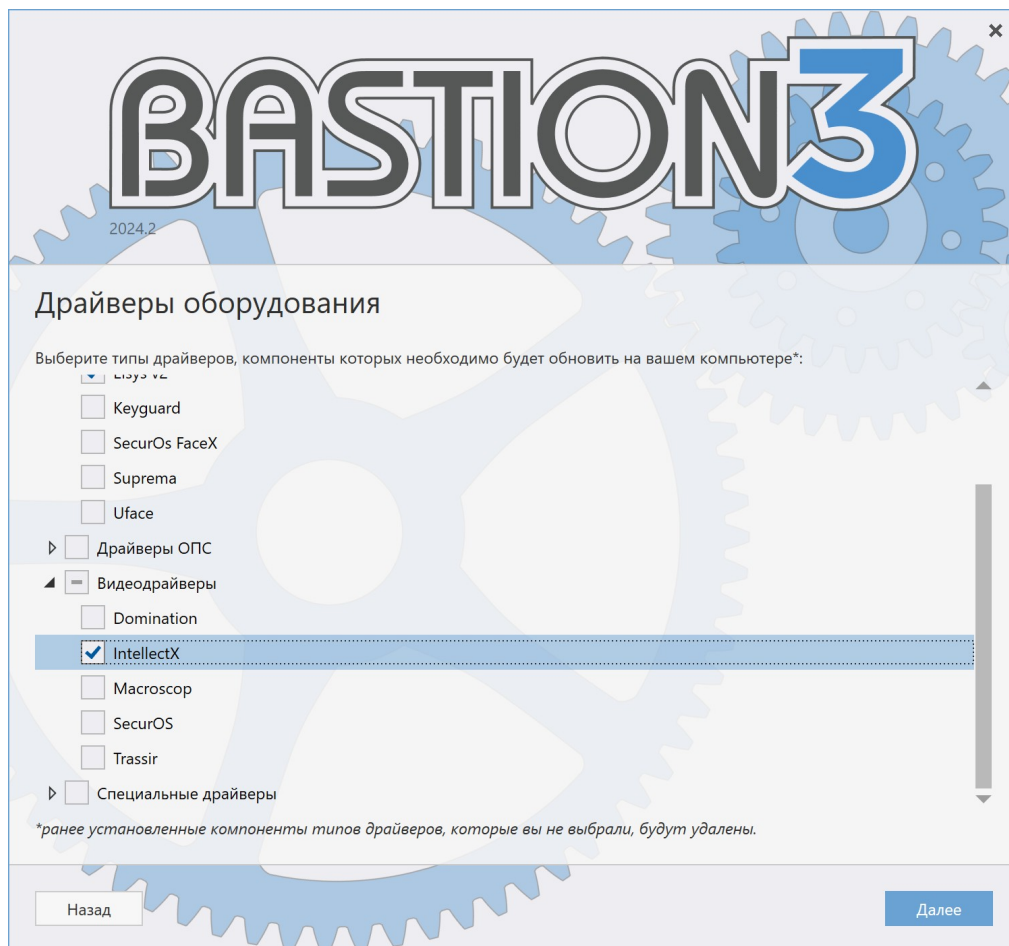 BASTION3
2024.2
Драйверы оборудования
Выберите типы драйверов, компоненты которых необходимо будет обновить на вашем компьютере*:
Elsys v2
Keyguard
SecurOs FaceX
Suprema
Uface
Драйверы ОПС
Видеодрайверы
Domination
IntellectX
Macroscop
SecurOS
Trassir
Специальные драйверы
*ранее установленные компоненты типов драйверов, которые вы не выбрали, будут удалены.
Назад
Далее